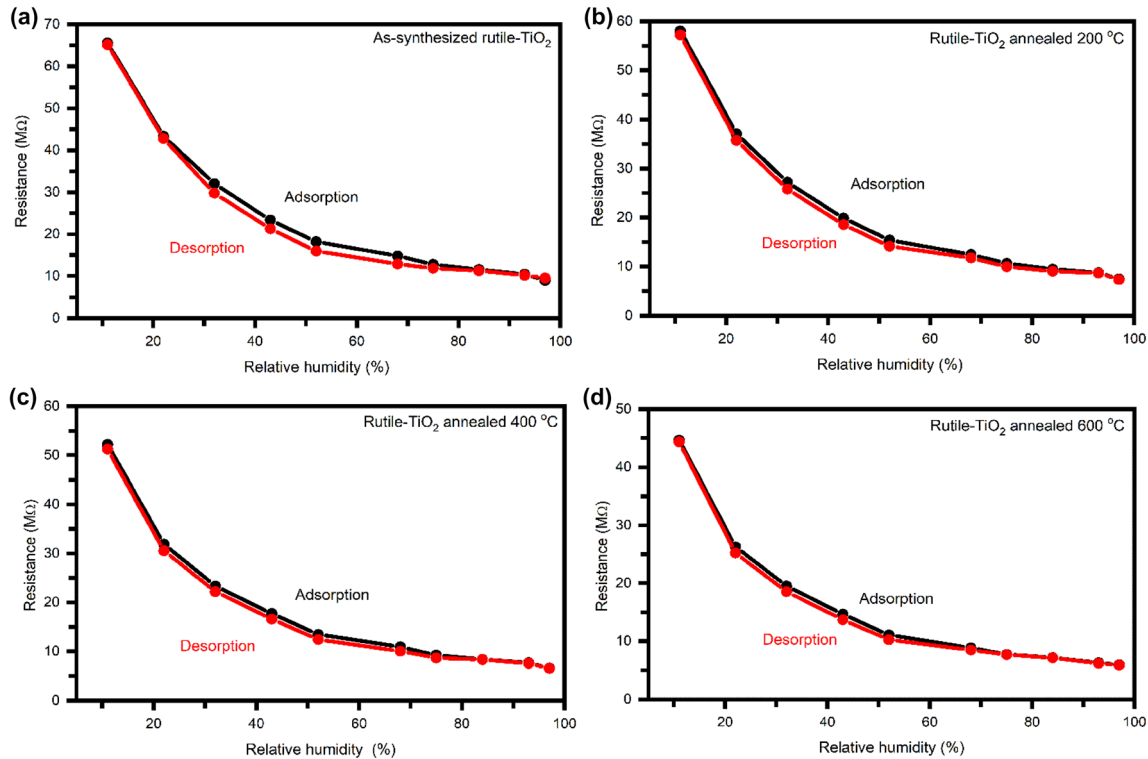 (a)
As-synthesized rutile-TiO₂
Resistance (MΩ)
70
60
50
40
30
20
10
0
Adsorption
Desorption
20
40
60
80
100
Relative humidity (%)
(b)
Rutile-TiO₂ annealed 200 °C
Resistance (MΩ)
60
50
40
30
20
10
0
Adsorption
Desorption
20
40
60
80
100
Relative humidity (%)
(c)
Rutile-TiO₂ annealed 400 °C
Resistance (MΩ)
60
50
40
30
20
10
0
Adsorption
Desorption
20
40
60
80
100
Relative humidity (%)
(d)
Rutile-TiO₂ annealed 600 °C
Resistance (MΩ)
50
40
30
20
10
0
Adsorption
Desorption
20
40
60
80
100
Relative humidity (%)